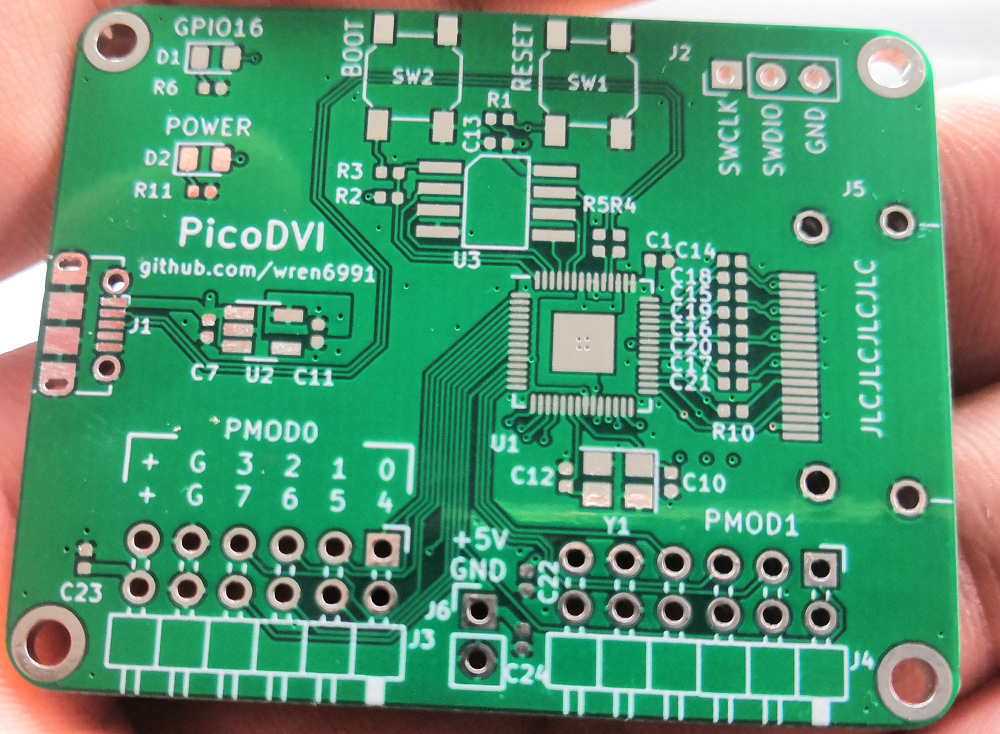 GPIO16
D1
R6
POWER
D2
R11
BOOT
SW2
RESET
SW1
R1
C13
J2
SWCLK
SWDIO
GND
R3
R2
U3
R5R4
J5
PicoDVI
github.com/wren6991
J1
C7
U2
C11
C1
C14
C18
C15
C19
C16
C20
C17
C21
R10
JLCJLCJLCJLC
U1
C12
C10
Y1
PMOD0
+ G 3 2 1 0
+ G 7 6 5 4
C23
J3
+5V
GND
C22
J6
C24
PMOD1
J4